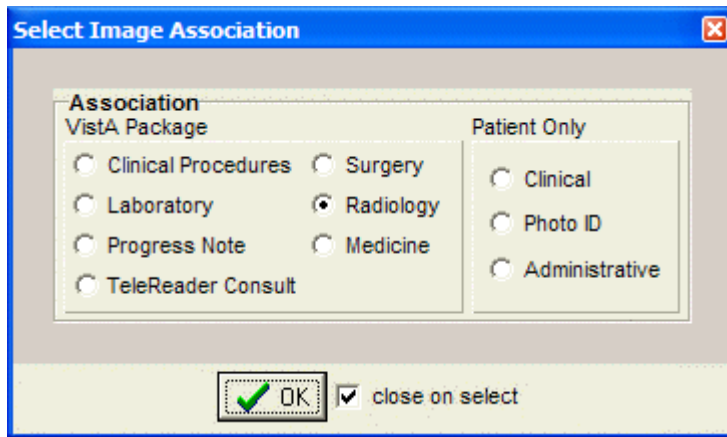 Select Image Association
Association
VistA Package
Patient Only
Clinical Procedures
Surgery
Clinical
Laboratory
Radiology
Photo ID
Progress Note
Medicine
Administrative
TeleReader Consult
OK
close on select